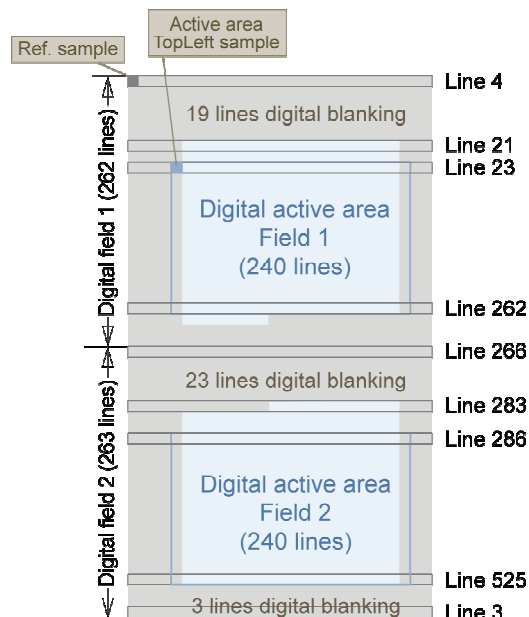 Active area
TopLeft sample
Ref. sample
Line 4
19 lines digital blanking
Line 21
Line 23
Digital field 1 (262 lines)
Digital active area
Field 1
(240 lines)
Line 262
Line 266
23 lines digital blanking
Line 283
Line 286
Digital field 2 (263 lines)
Digital active area
Field 2
(240 lines)
Line 525
3 lines digital blanking
Line 3